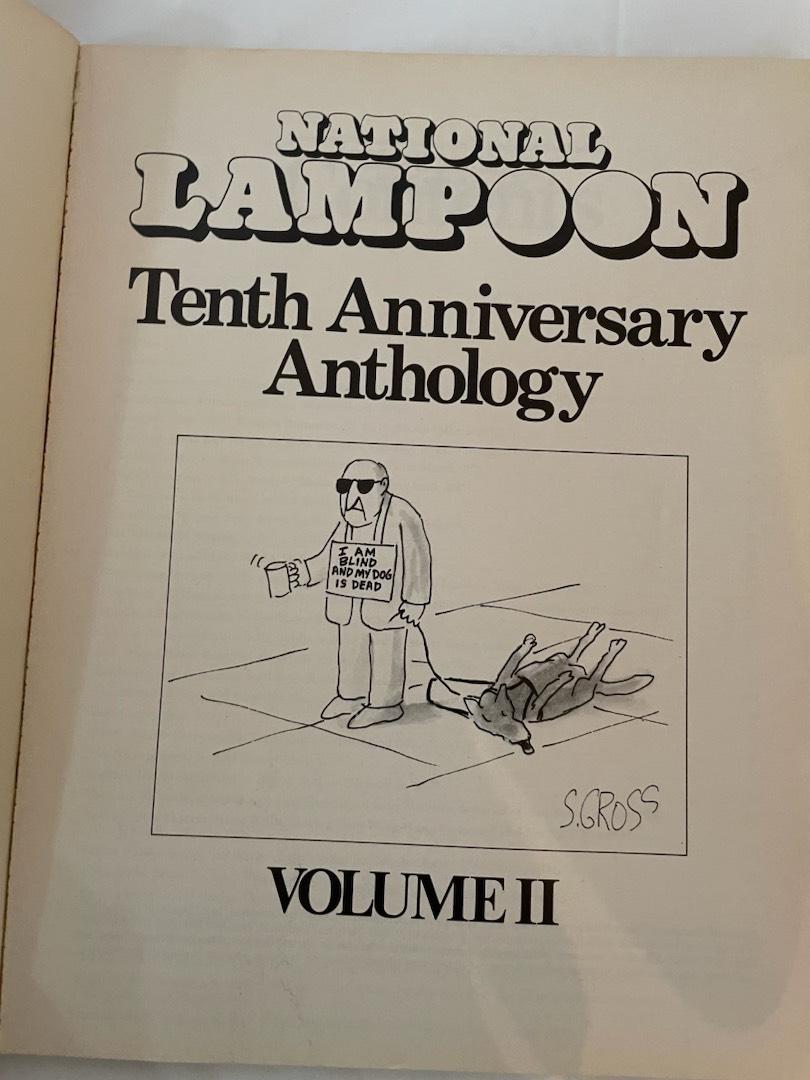 NATIONAL
LAMPOON
Tenth Anniversary
Anthology
I AM
BLIND
AND MY DOG
IS DEAD
S.GROSS
VOLUME II